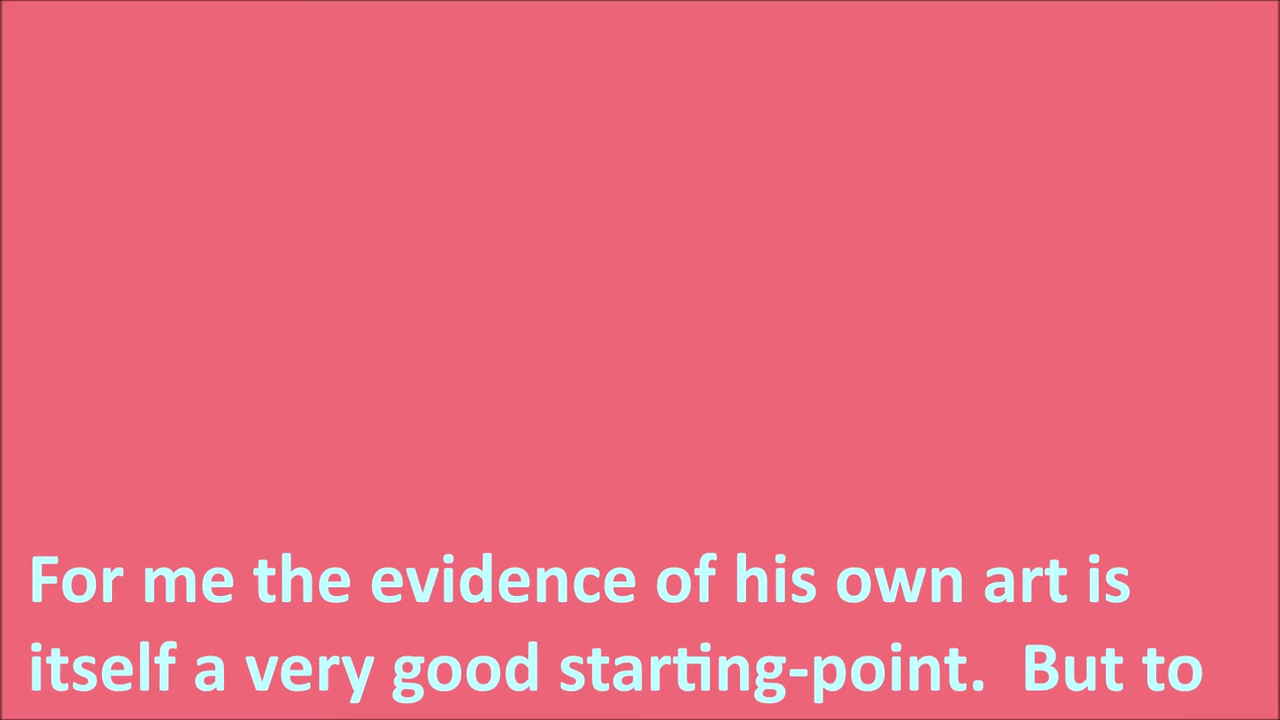 For me the evidence of his own art is
itself a very good starting-point.  But to